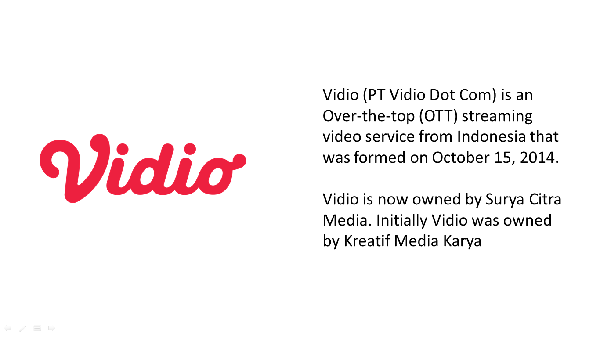 Vidio
Vidio (PT Vidio Dot Com) is an
Over-the-top (OTT) streaming
video service from Indonesia that
was formed on October 15, 2014.
Vidio is now owned by Surya Citra
Media. Initially Vidio was owned
by Kreatif Media Karya